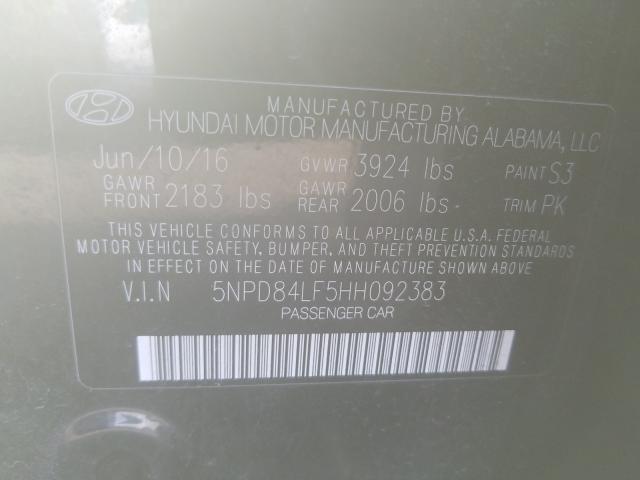 MANUFACTURED BY
HYUNDAI MOTOR MANUFACTURING ALABAMA, LLC
Jun/10/16 GVWR 3924 lbs PAINT S3
GAWR FRONT 2183 lbs GAWR REAR 2006 lbs TRIM PK
THIS VEHICLE CONFORMS TO ALL APPLICABLE U.S.A. FEDERAL
MOTOR VEHICLE SAFETY, BUMPER, AND THEFT PREVENTION STANDARDS
IN EFFECT ON THE DATE OF MANUFACTURE SHOWN ABOVE
V.I.N 5NPD84LF5HH092383
PASSENGER CAR